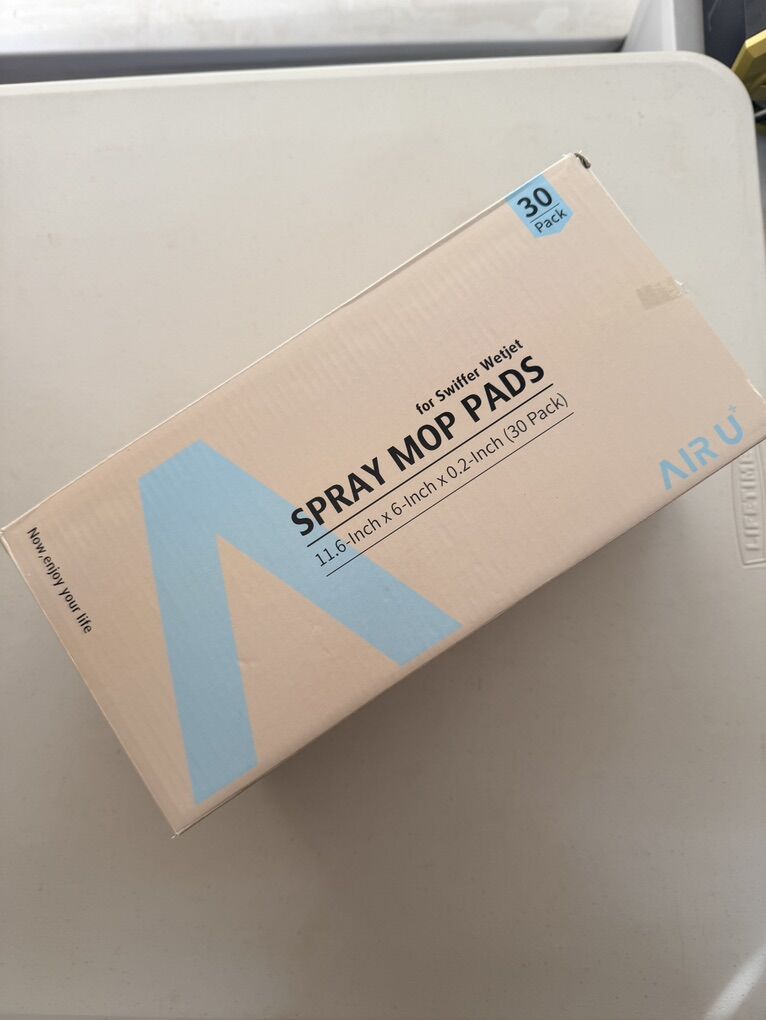 30
Pack
for Swiffer Wetjet
SPRAY MOP PADS
11.6-Inch x 6-Inch x 0.2-Inch (30 Pack)
AIR U+
Now,enjoy your life
LIFETIME